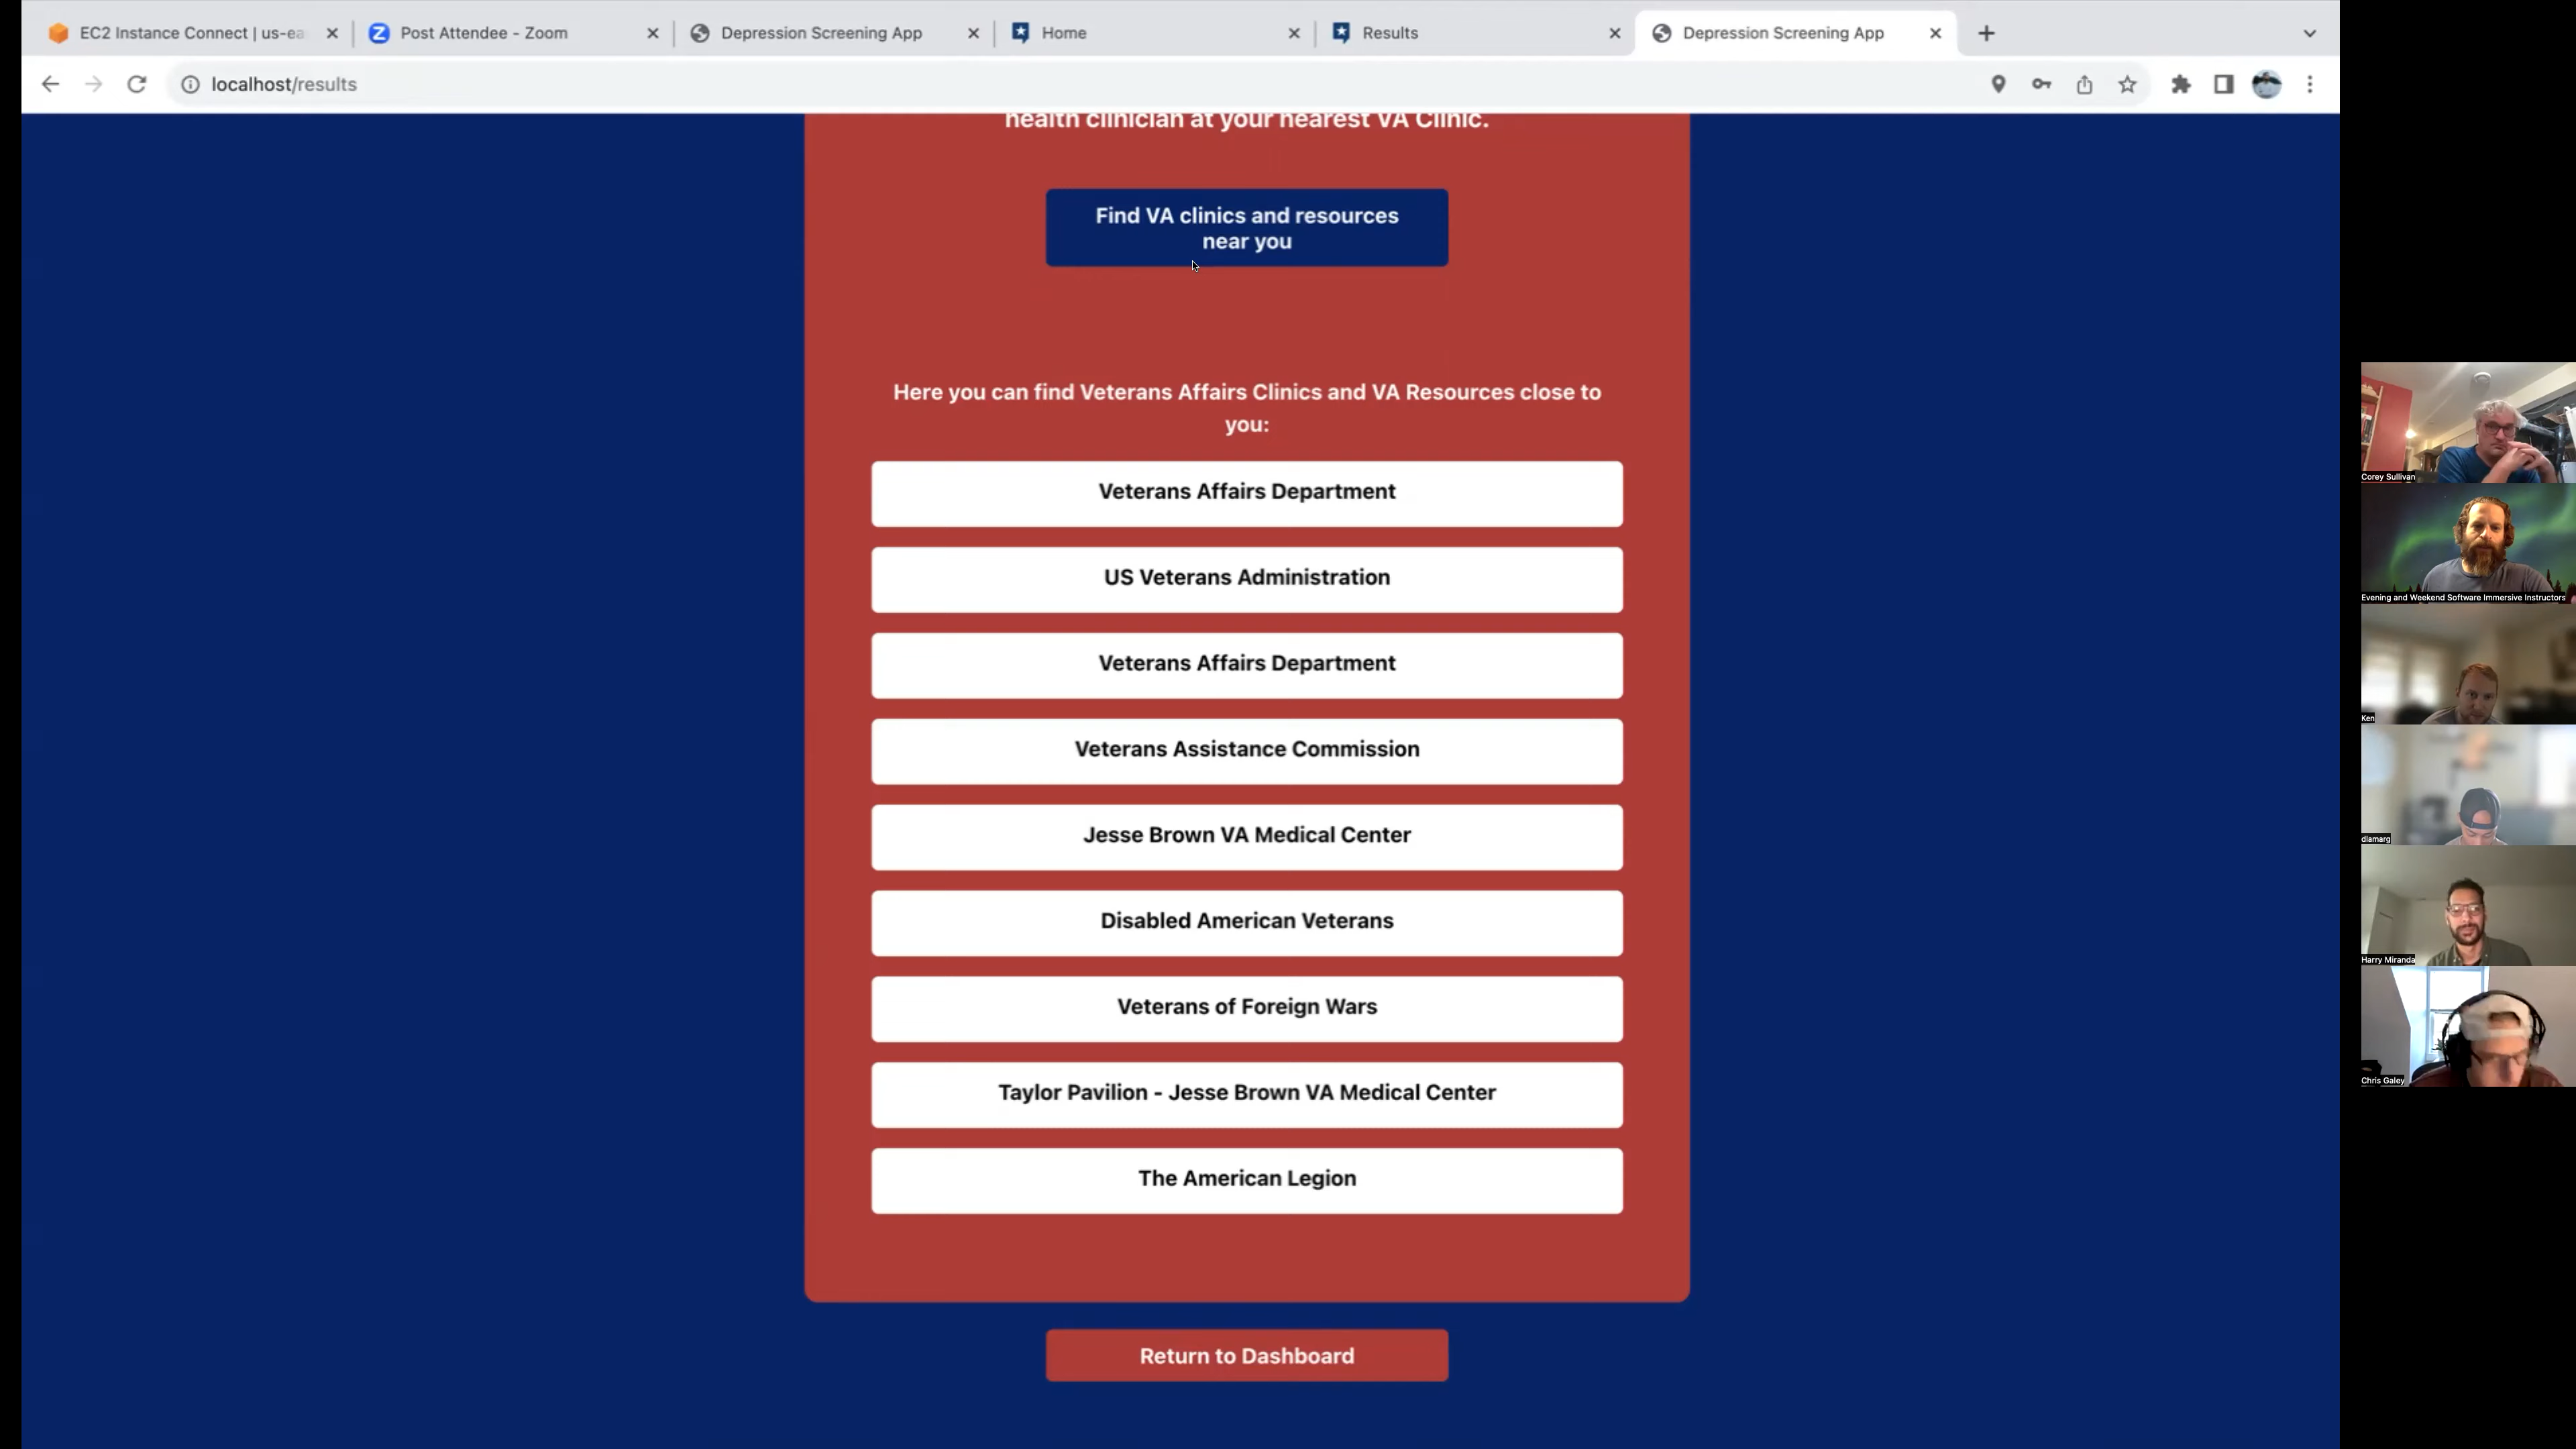 EC2 Instance Connect | us-ea
Post Attendee - Zoom
Depression Screening App
Home
Results
Depression Screening App
localhost/results
health clinician at your nearest VA Clinic.
Find VA clinics and resources
near you
Here you can find Veterans Affairs Clinics and VA Resources close to
you:
Veterans Affairs Department
US Veterans Administration
Veterans Affairs Department
Veterans Assistance Commission
Jesse Brown VA Medical Center
Disabled American Veterans
Veterans of Foreign Wars
Taylor Pavilion - Jesse Brown VA Medical Center
The American Legion
Return to Dashboard
Corey Sullivan
Evening and Weekend Software Immersive Instructors
Ken
dlamarg
Harry Miranda
Chris Galey